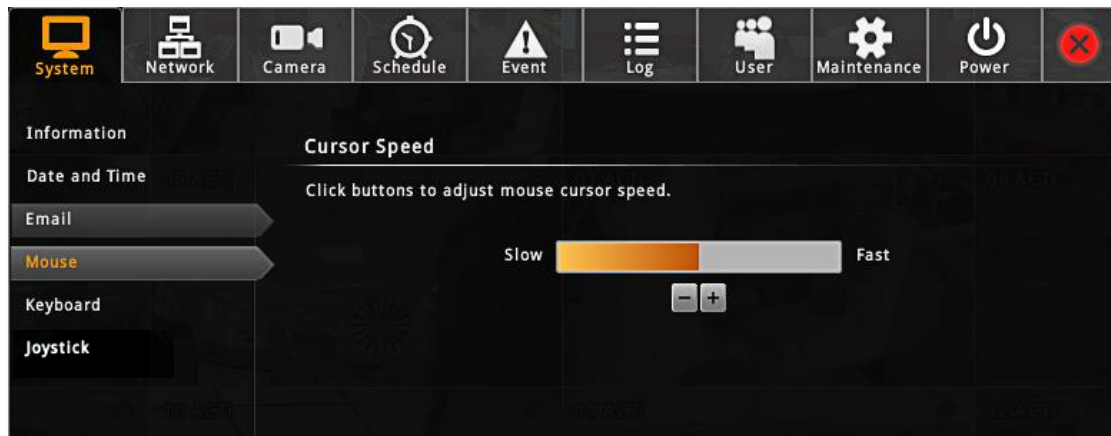 System Network Camera Schedule Event Log User Maintenance Power
Information
Cursor Speed
Date and Time
Click buttons to adjust mouse cursor speed.
Email
Mouse
Slow Fast
- +
Keyboard
Joystick